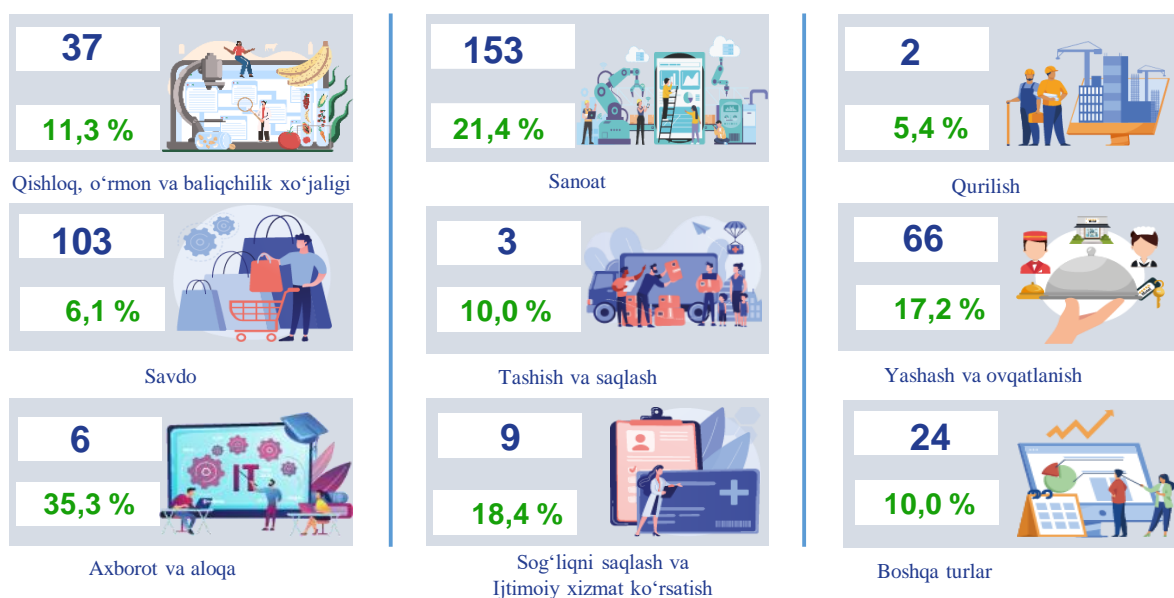 37
11,3 %
Qishloq, o‘rmon va baliqchilik xo‘jaligi
153
21,4 %
Sanoat
2
5,4 %
Qurilish
103
6,1 %
Savdo
3
10,0 %
Tashish va saqlash
66
17,2 %
Yashash va ovqatlanish
6
35,3 %
IT
Axborot va aloqa
9
18,4 %
Sog‘liqni saqlash va
Ijtimoiy xizmat ko‘rsatish
24
10,0 %
Boshqa turlar